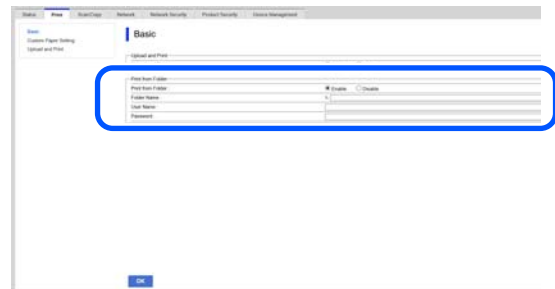 Status Print Scan/Copy Network Network Security Product Security Device Management
Basic
Custom Paper Setting
Upload and Print
Basic
Upload and Print
Print from Folder
Print from Folder : Enable Disable
Folder Name : \\
User Name :
Password :
OK